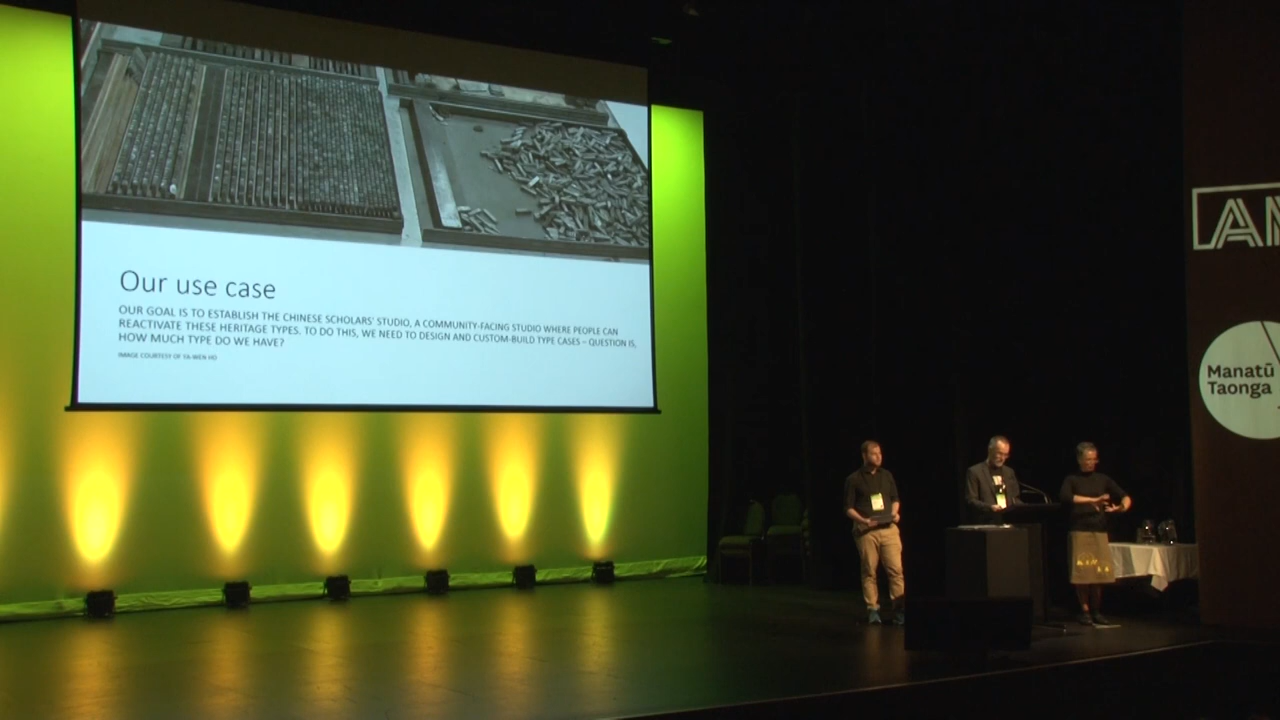 Our use case
OUR GOAL IS TO ESTABLISH THE CHINESE SCHOLARS' STUDIO, A COMMUNITY-FACING STUDIO WHERE PEOPLE CAN
REACTIVATE THESE HERITAGE TYPES. TO DO THIS, WE NEED TO DESIGN AND CUSTOM-BUILD TYPE CASES – QUESTION IS,
HOW MUCH TYPE DO WE HAVE?
IMAGE COURTESY OF YA-WEN HO
Manatū
Taonga